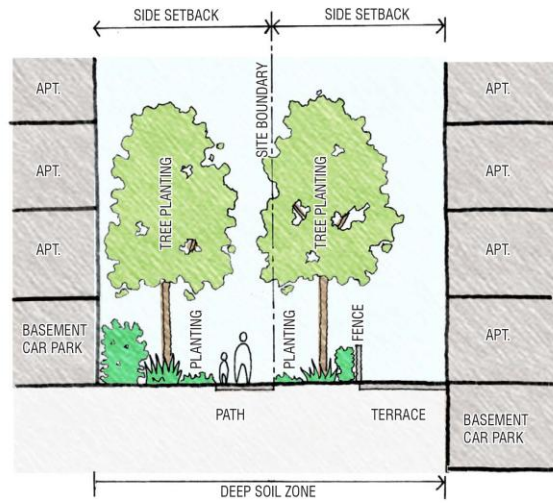 SIDE SETBACK
SIDE SETBACK
SITE BOUNDARY
APT.
APT.
APT.
BASEMENT
CAR PARK
TREE PLANTING
TREE PLANTING
APT.
APT.
APT.
APT.
PLANTING
PLANTING
FENCE
PATH
TERRACE
BASEMENT
CAR PARK
DEEP SOIL ZONE